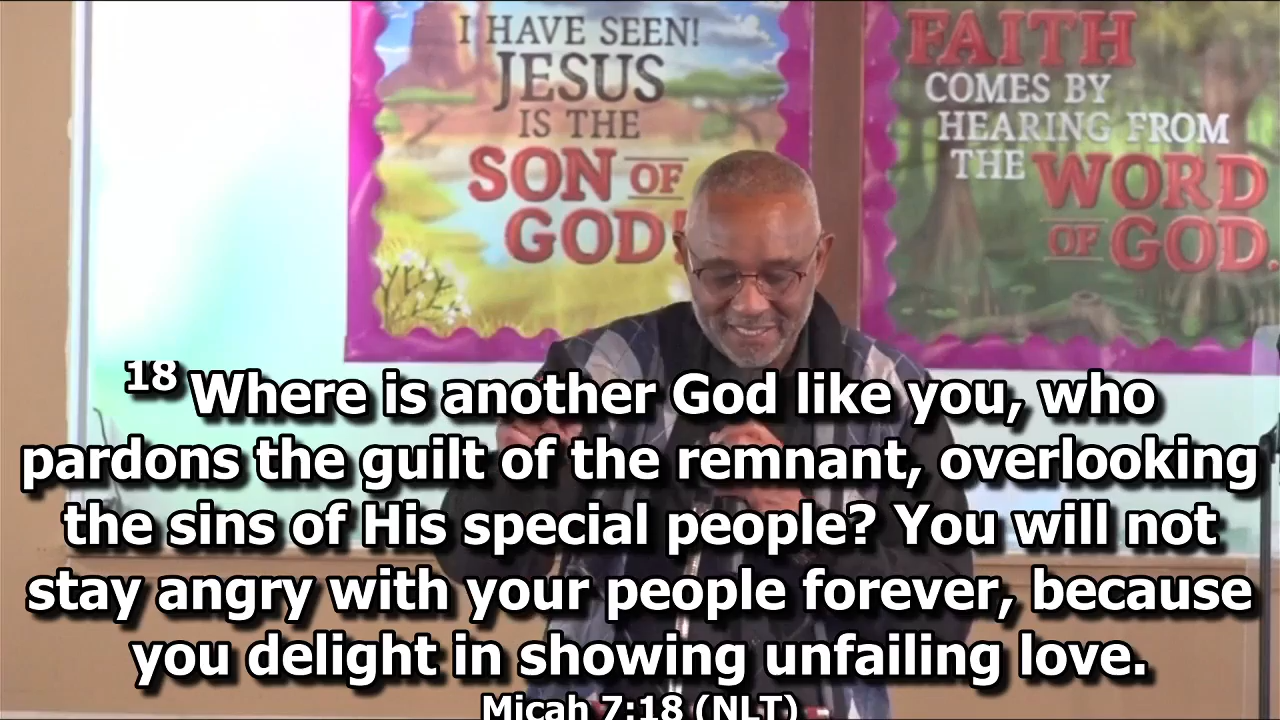 I HAVE SEEN!
JESUS
IS THE
SON OF
GOD!
FAITH
COMES BY
HEARING FROM
THE WORD
OF GOD.
18 Where is another God like you, who
pardons the guilt of the remnant, overlooking
the sins of His special people? You will not
stay angry with your people forever, because
you delight in showing unfailing love.
Micah 7:18 (NLT)